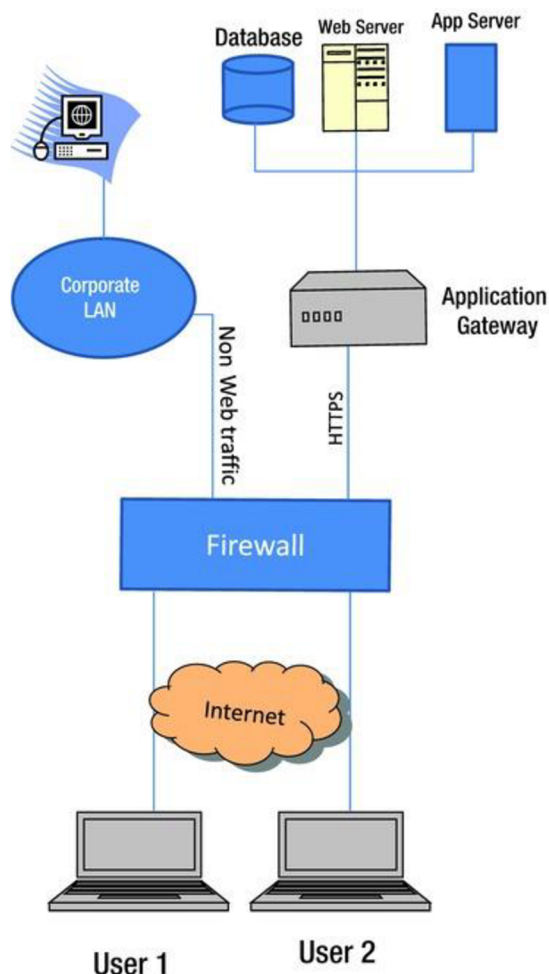 Database
Web Server
App Server
Corporate
LAN
Application
Gateway
Non Web traffic
HTTPS
Firewall
Internet
User 1
User 2